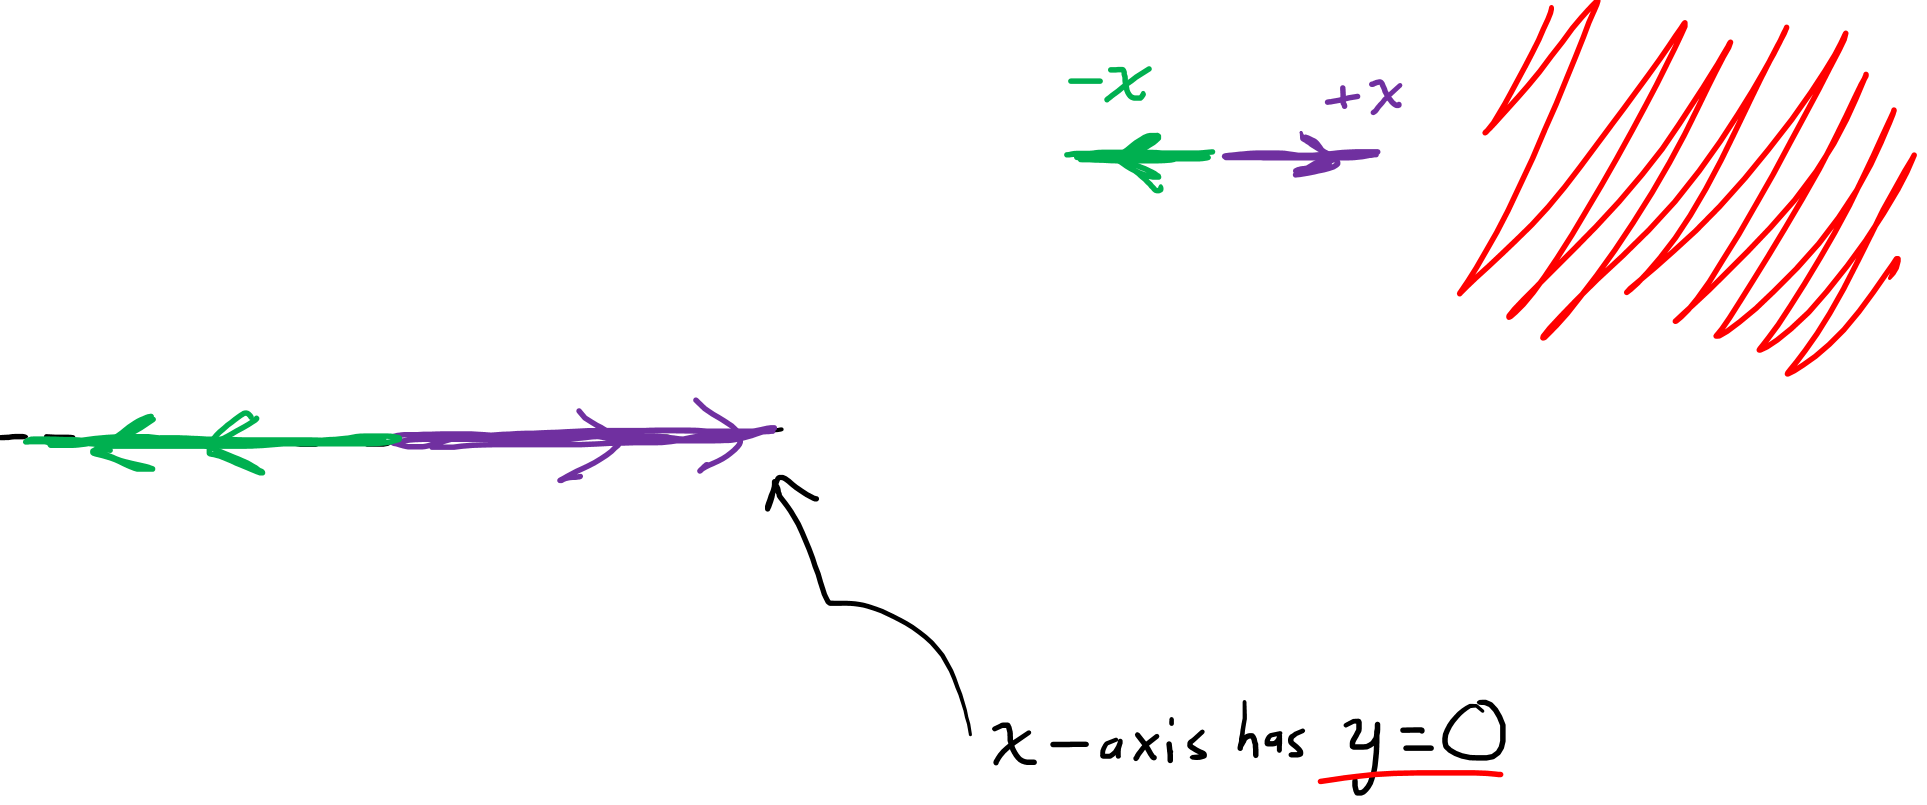 -x
+x
x-axis has y=0